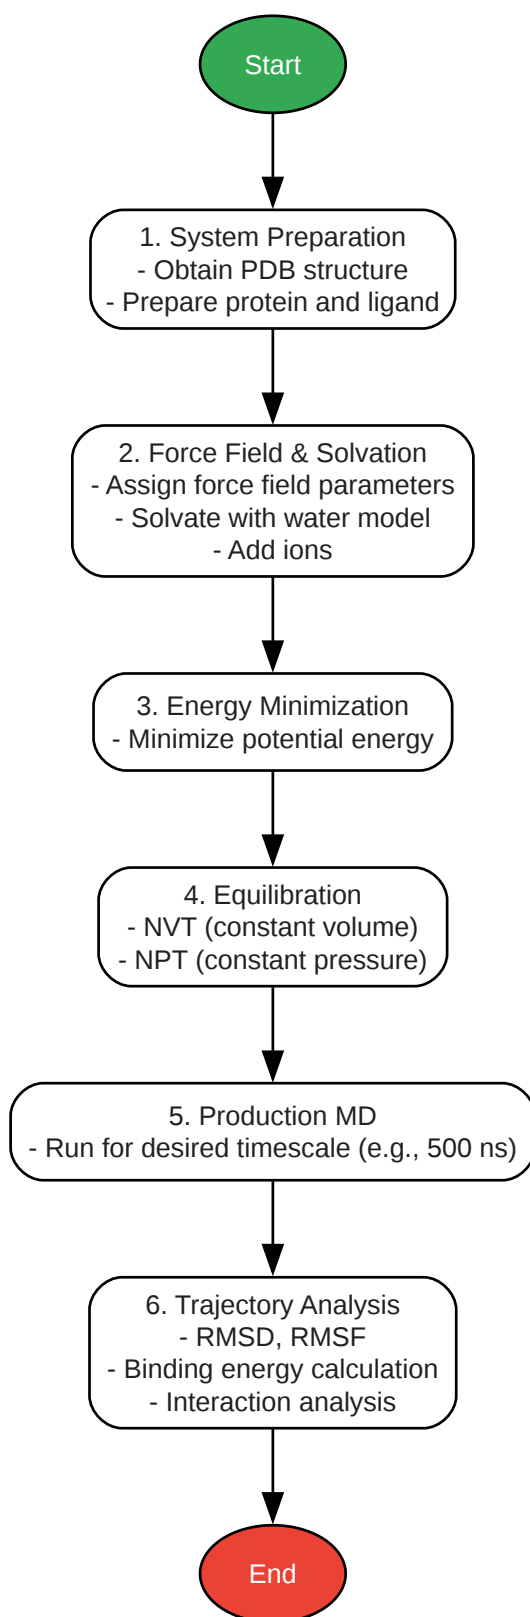 Start
1. System Preparation
- Obtain PDB structure
- Prepare protein and ligand
2. Force Field & Solvation
- Assign force field parameters
- Solvate with water model
- Add ions
3. Energy Minimization
- Minimize potential energy
4. Equilibration
- NVT (constant volume)
- NPT (constant pressure)
5. Production MD
- Run for desired timescale (e.g., 500 ns)
6. Trajectory Analysis
- RMSD, RMSF
- Binding energy calculation
- Interaction analysis
End